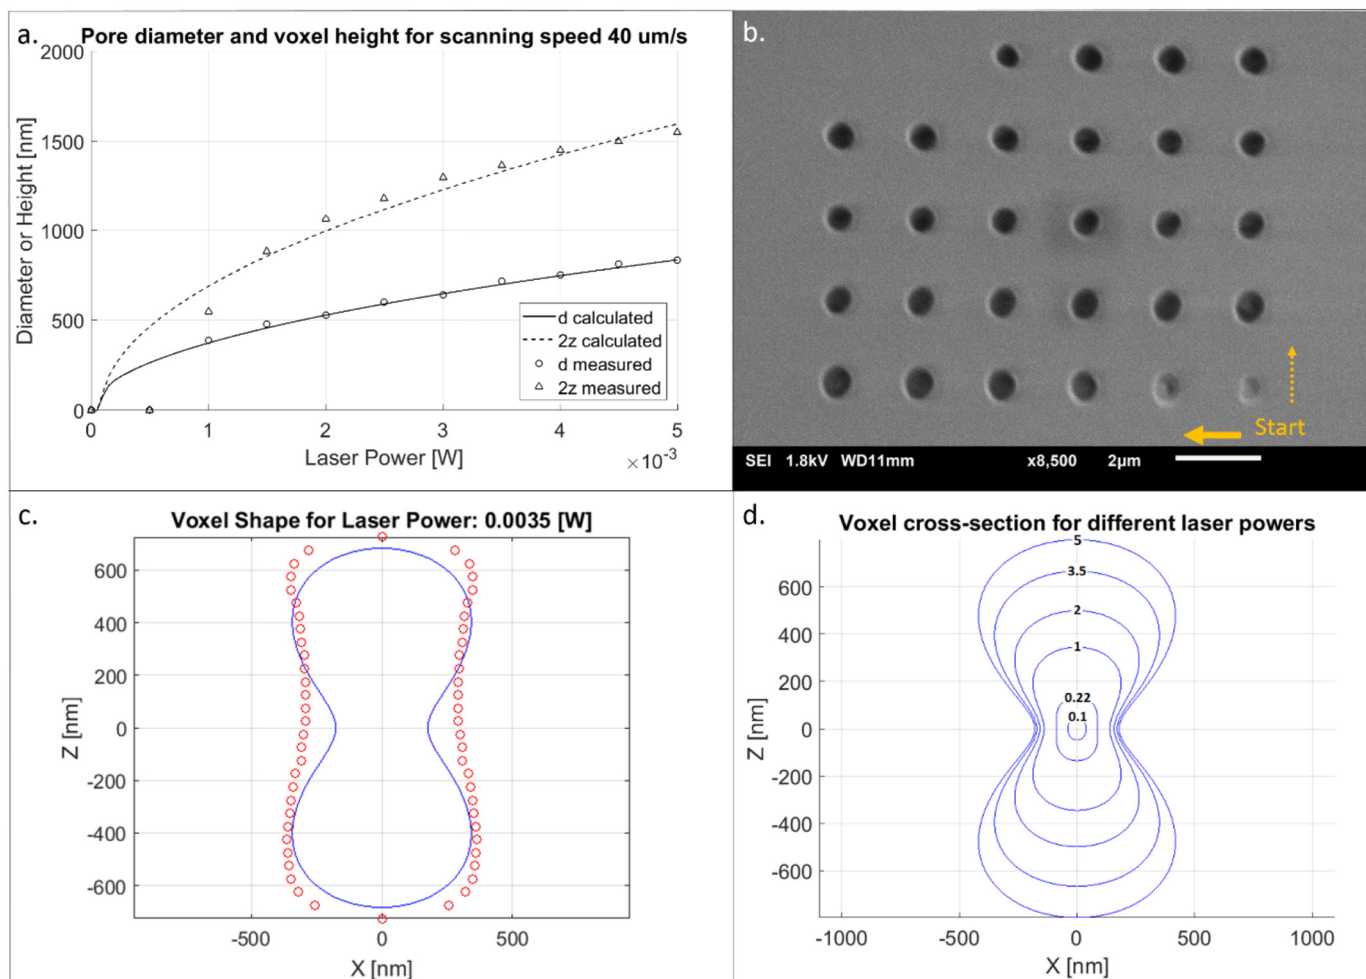 a.
Pore diameter and voxel height for scanning speed 40 um/s
Diameter or Height [nm]
2000
1500
1000
500
0
0 1 2 3 4 5
Laser Power [W]
×10⁻³
d calculated
2z calculated
d measured
2z measured
b.
Start
SEI 1.8kV WD11mm x8,500 2µm
c.
Voxel Shape for Laser Power: 0.0035 [W]
Z [nm]
600
400
200
0
-200
-400
-600
-500 0 500
X [nm]
d.
Voxel cross-section for different laser powers
Z [nm]
600
400
200
0
-200
-400
-600
5
3.5
2
1
0.22
0.1
-1000 -500 0 500 1000
X [nm]